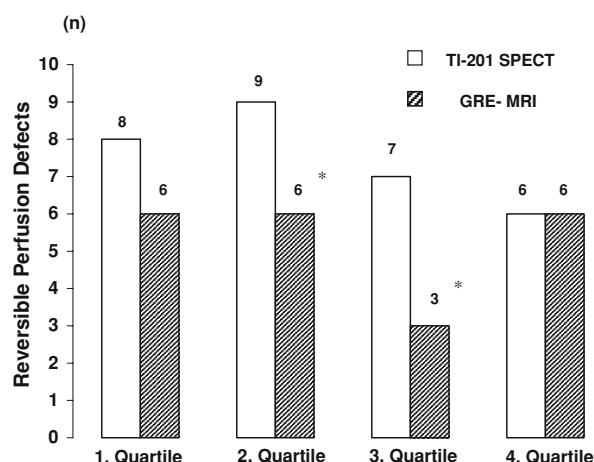 (n)
TI-201 SPECT
GRE- MRI
Reversible Perfusion Defects
10
9
8
7
6
5
4
3
2
1
0
8
6
9
6
*
7
3
*
6
6
1. Quartile
2. Quartile
3. Quartile
4. Quartile